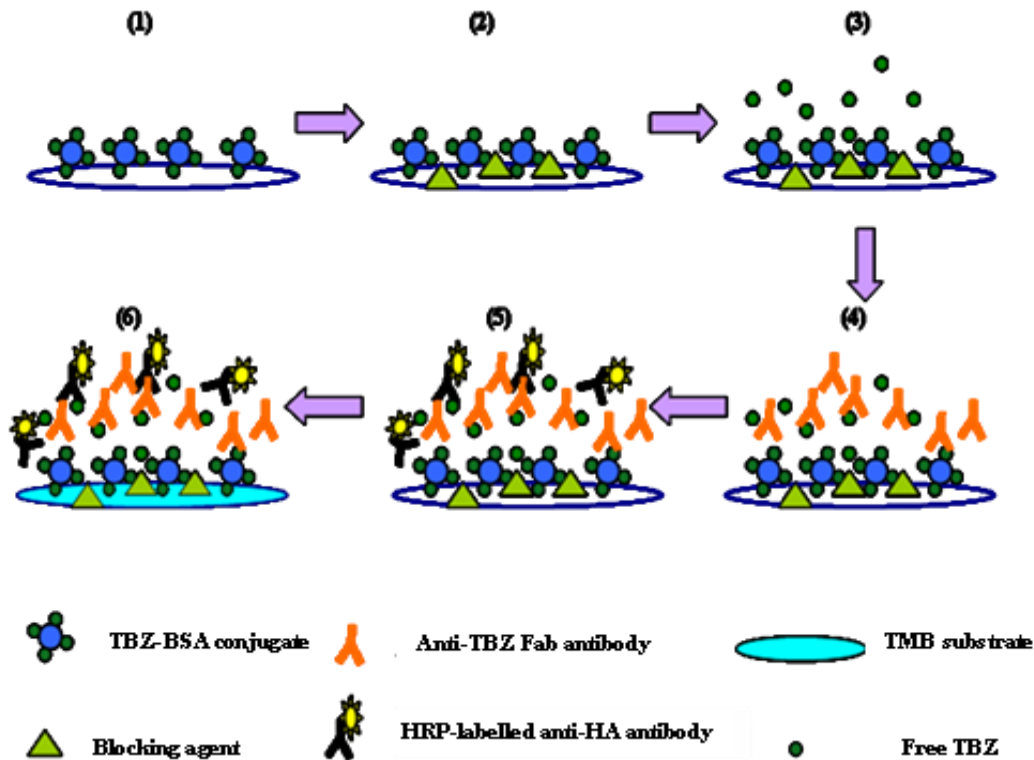 (1)
(2)
(3)
(6)
(5)
(4)
TBZ-BSA conjugate
Anti-TBZ Fab antibody
TMB substrate
Blocking agent
HRP-labelled anti-HA antibody
Free TBZ